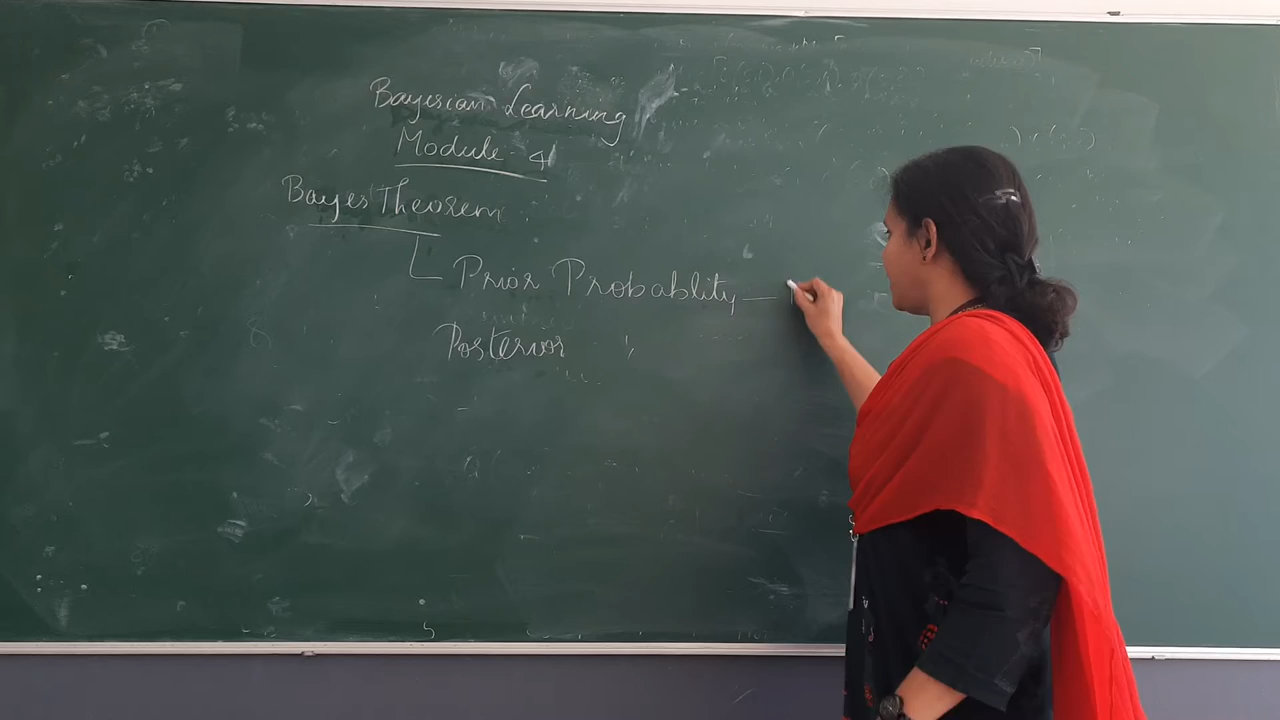 Bayesian Learning
Module - 4
Bayes Theorem
Prior Probablity —
Posterior "